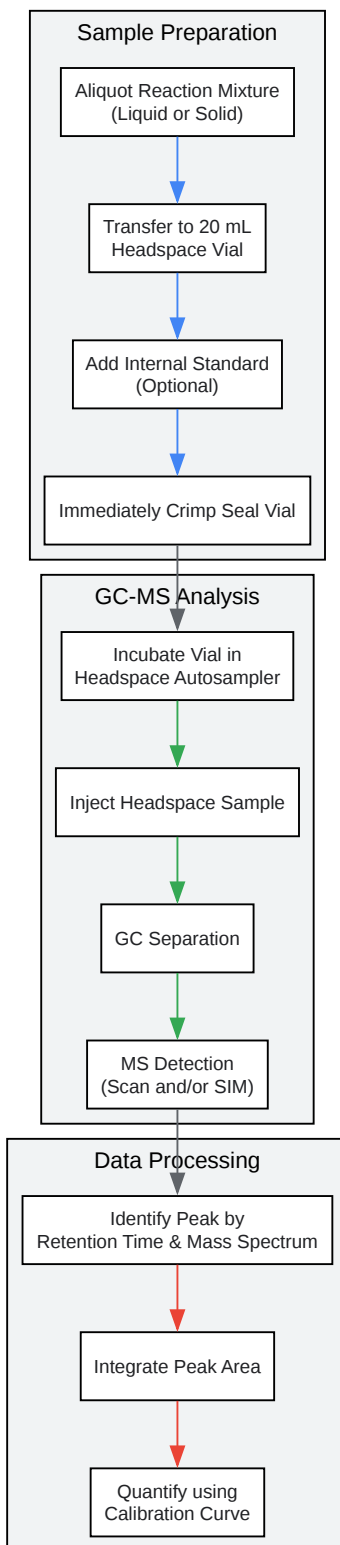 Sample Preparation
Aliquot Reaction Mixture
(Liquid or Solid)
Transfer to 20 mL
Headspace Vial
Add Internal Standard
(Optional)
Immediately Crimp Seal Vial
GC-MS Analysis
Incubate Vial in
Headspace Autosampler
Inject Headspace Sample
GC Separation
MS Detection
(Scan and/or SIM)
Data Processing
Identify Peak by
Retention Time & Mass Spectrum
Integrate Peak Area
Quantify using
Calibration Curve